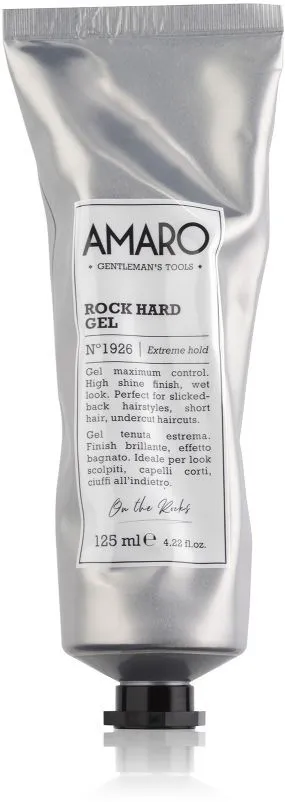 AMARO
• GENTLEMAN'S TOOLS •
ROCK HARD
GEL
N°1926 | Extreme hold
Gel maximum control.
High shine finish, wet
look. Perfect for slicked-
back hairstyles, short
hair, undercut haircuts.
Gel tenuta estrema.
Finish brillante, effetto
bagnato. Ideale per look
scolpiti, capelli corti,
ciuffi all'indietro.
On the Rocks
125 ml ℮ 4.22 fl.oz.